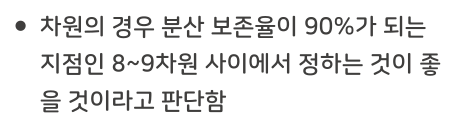 • 차원의 경우 분산 보존율이 90%가 되는
지점인 8~9차원 사이에서 정하는 것이 좋
을 것이라고 판단함